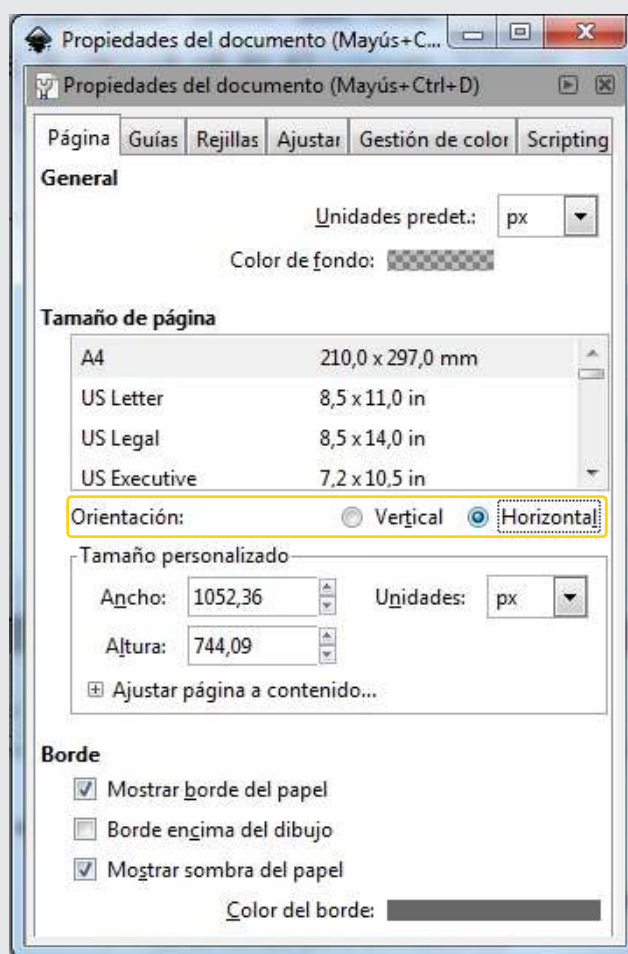 Propiedades del documento (Mayús+C...
Propiedades del documento (Mayús+Ctrl+D)
Página Guías Rejillas Ajustar Gestión de color Scripting
General
Unidades predet.: px
Color de fondo:
Tamaño de página
A4 210,0 x 297,0 mm
US Letter 8,5 x 11,0 in
US Legal 8,5 x 14,0 in
US Executive 7,2 x 10,5 in
Orientación: Vertical Horizontal
Tamaño personalizado
Ancho: 1052,36 Unidades: px
Altura: 744,09
Ajustar página a contenido...
Borde
Mostrar borde del papel
Borde encima del dibujo
Mostrar sombra del papel
Color del borde: